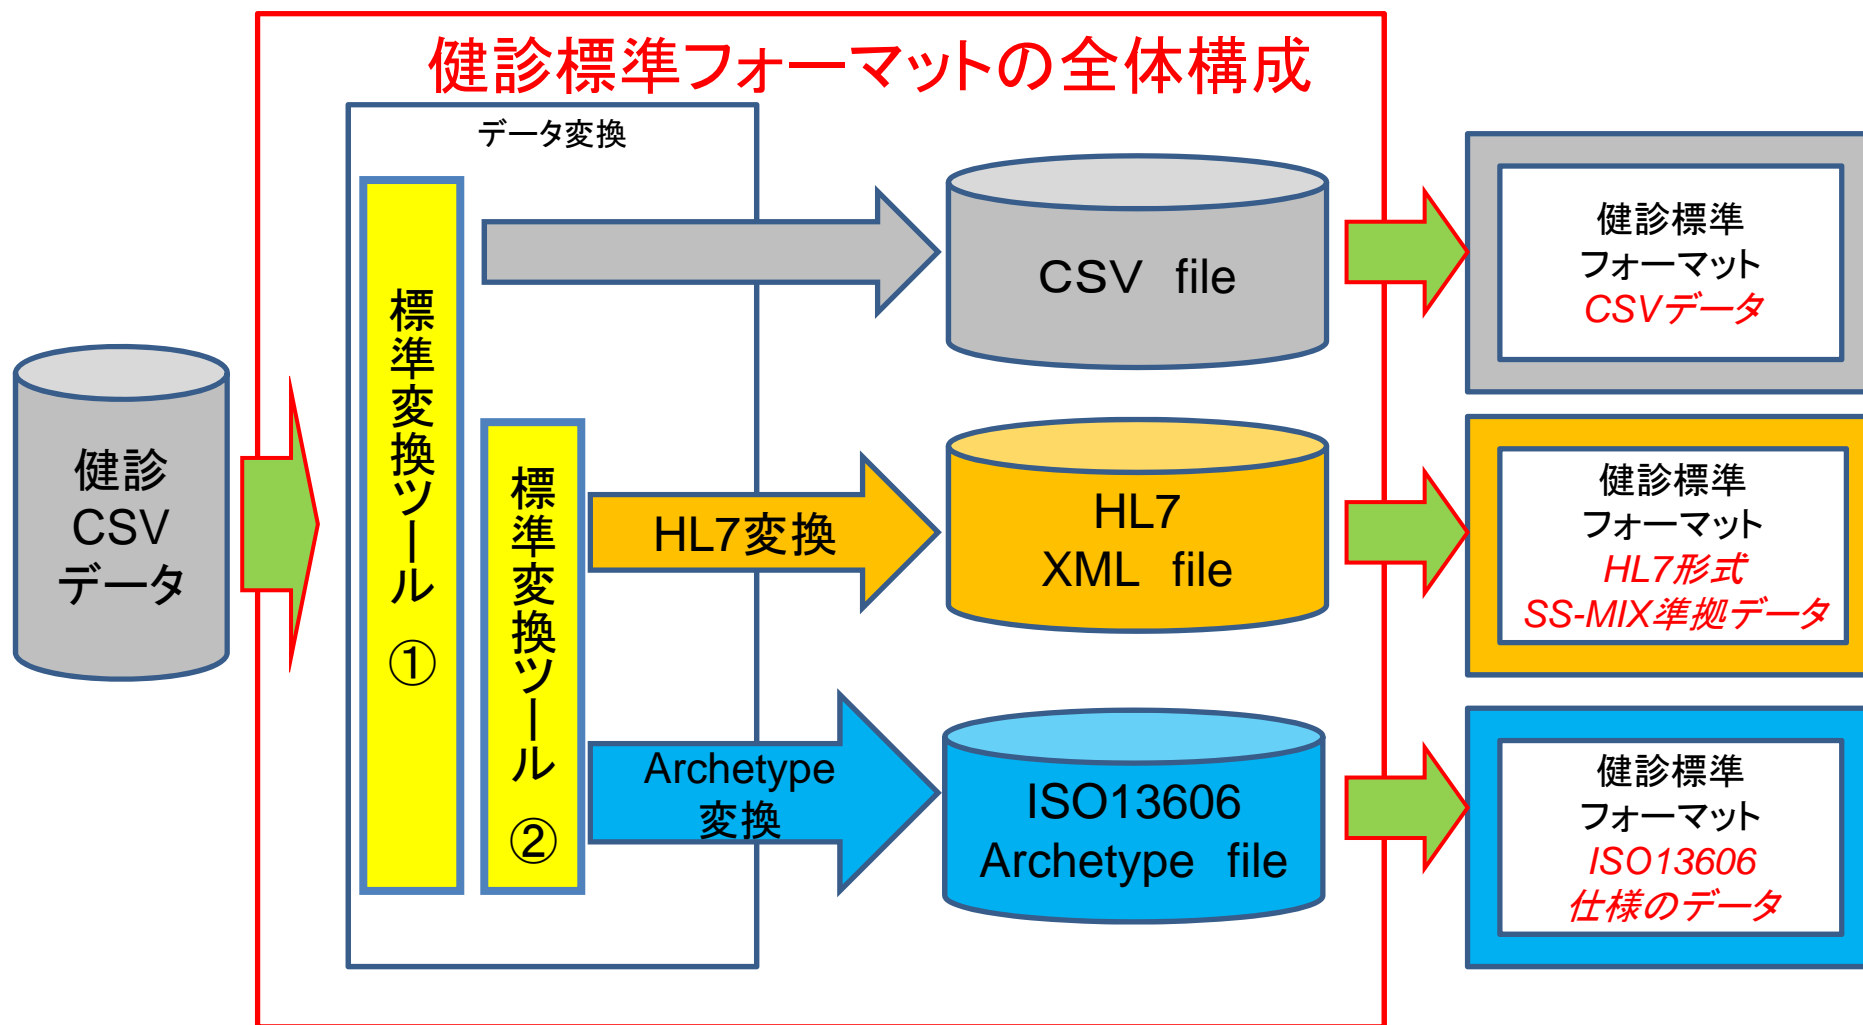 健診標準フォーマットの全体構成
データ変換
健診
CSV
データ
標準変換ツール ①
標準変換ツール ②
CSV file
HL7変換
HL7
XML file
Archetype
変換
ISO13606
Archetype file
健診標準
フォーマット
CSVデータ
健診標準
フォーマット
HL7形式
SS-MIX準拠データ
健診標準
フォーマット
ISO13606
仕様のデータ